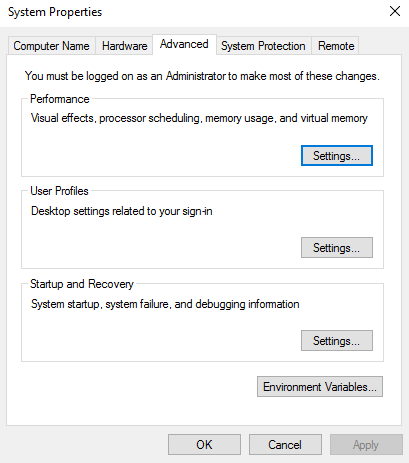 System Properties
Computer Name Hardware Advanced System Protection Remote
You must be logged on as an Administrator to make most of these changes.
Performance
Visual effects, processor scheduling, memory usage, and virtual memory
Settings...
User Profiles
Desktop settings related to your sign-in
Settings...
Startup and Recovery
System startup, system failure, and debugging information
Settings...
Environment Variables...
OK Cancel Apply